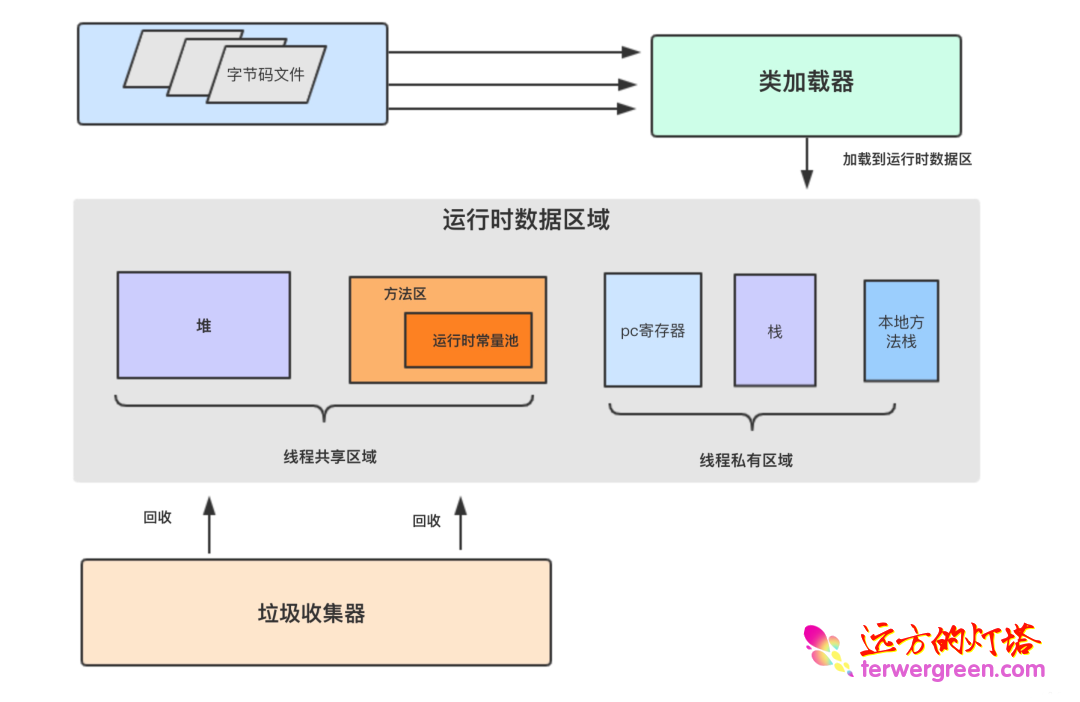 字节码文件
类加载器
加载到运行时数据区
运行时数据区域
堆
方法区
运行时常量池
pc寄存器
栈
本地方
法栈
线程共享区域
线程私有区域
回收
回收
垃圾收集器
远方的灯塔
terwergreen.com